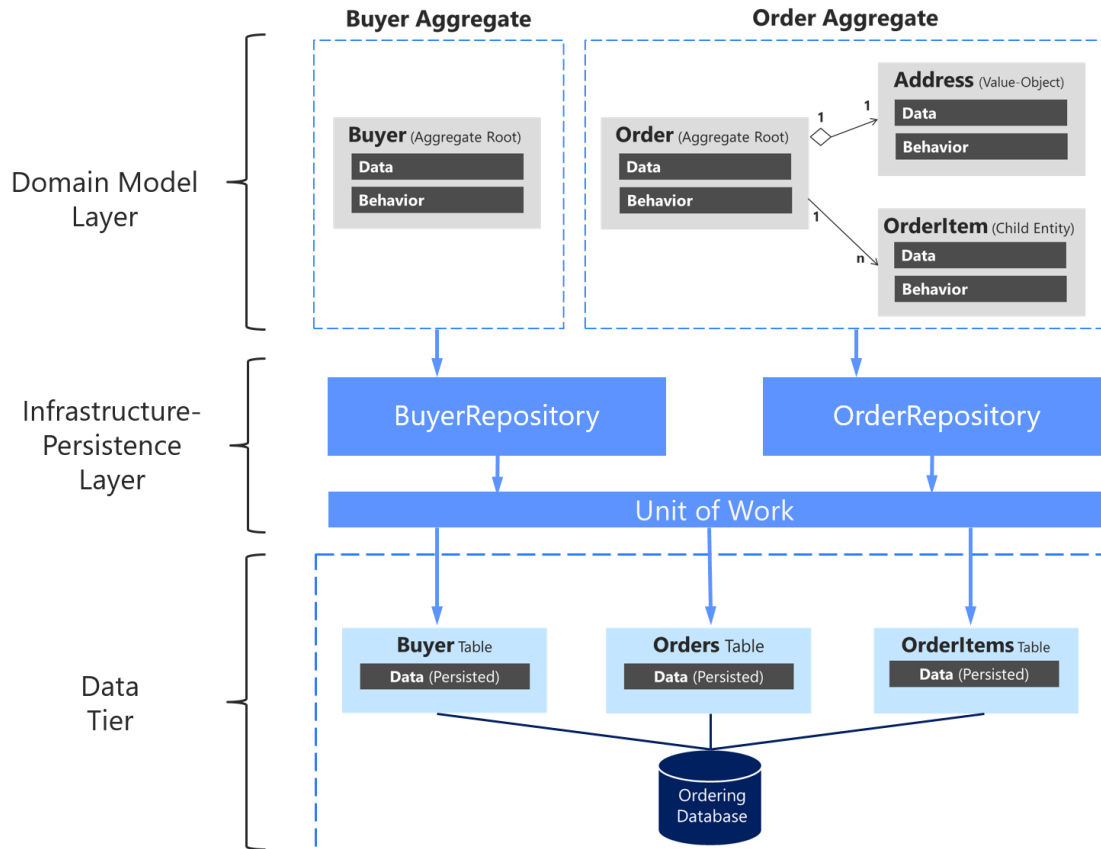 Buyer Aggregate
Order Aggregate
Domain Model
Layer
Buyer (Aggregate Root)
Data
Behavior
Order (Aggregate Root)
Data
Behavior
1
1
Address (Value-Object)
Data
Behavior
1
n
OrderItem (Child Entity)
Data
Behavior
Infrastructure-
Persistence
Layer
BuyerRepository
OrderRepository
Unit of Work
Data
Tier
Buyer Table
Data (Persisted)
Orders Table
Data (Persisted)
OrderItems Table
Data (Persisted)
Ordering
Database